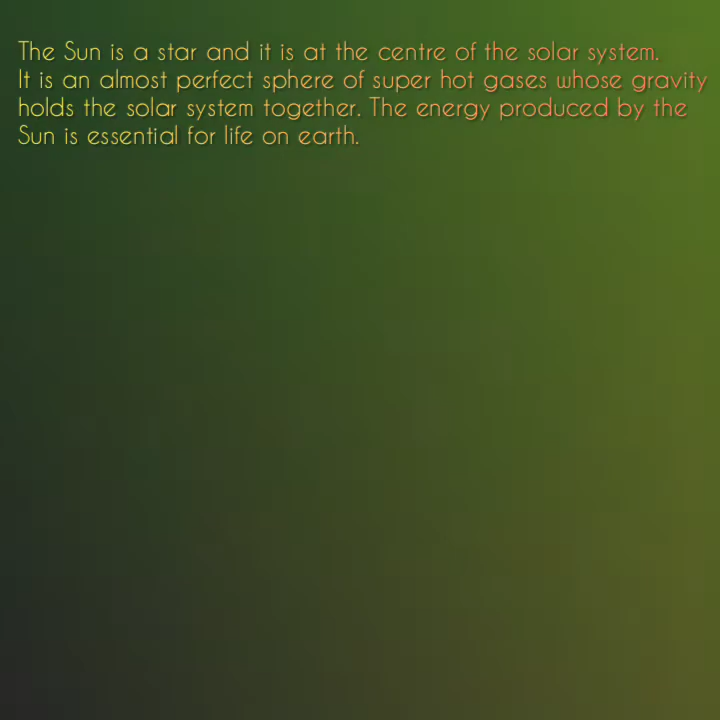 The Sun is a star and it is at the centre of the solar system.
It is an almost perfect sphere of super hot gases whose gravity
holds the solar system together. The energy produced by the
Sun is essential for life on earth.